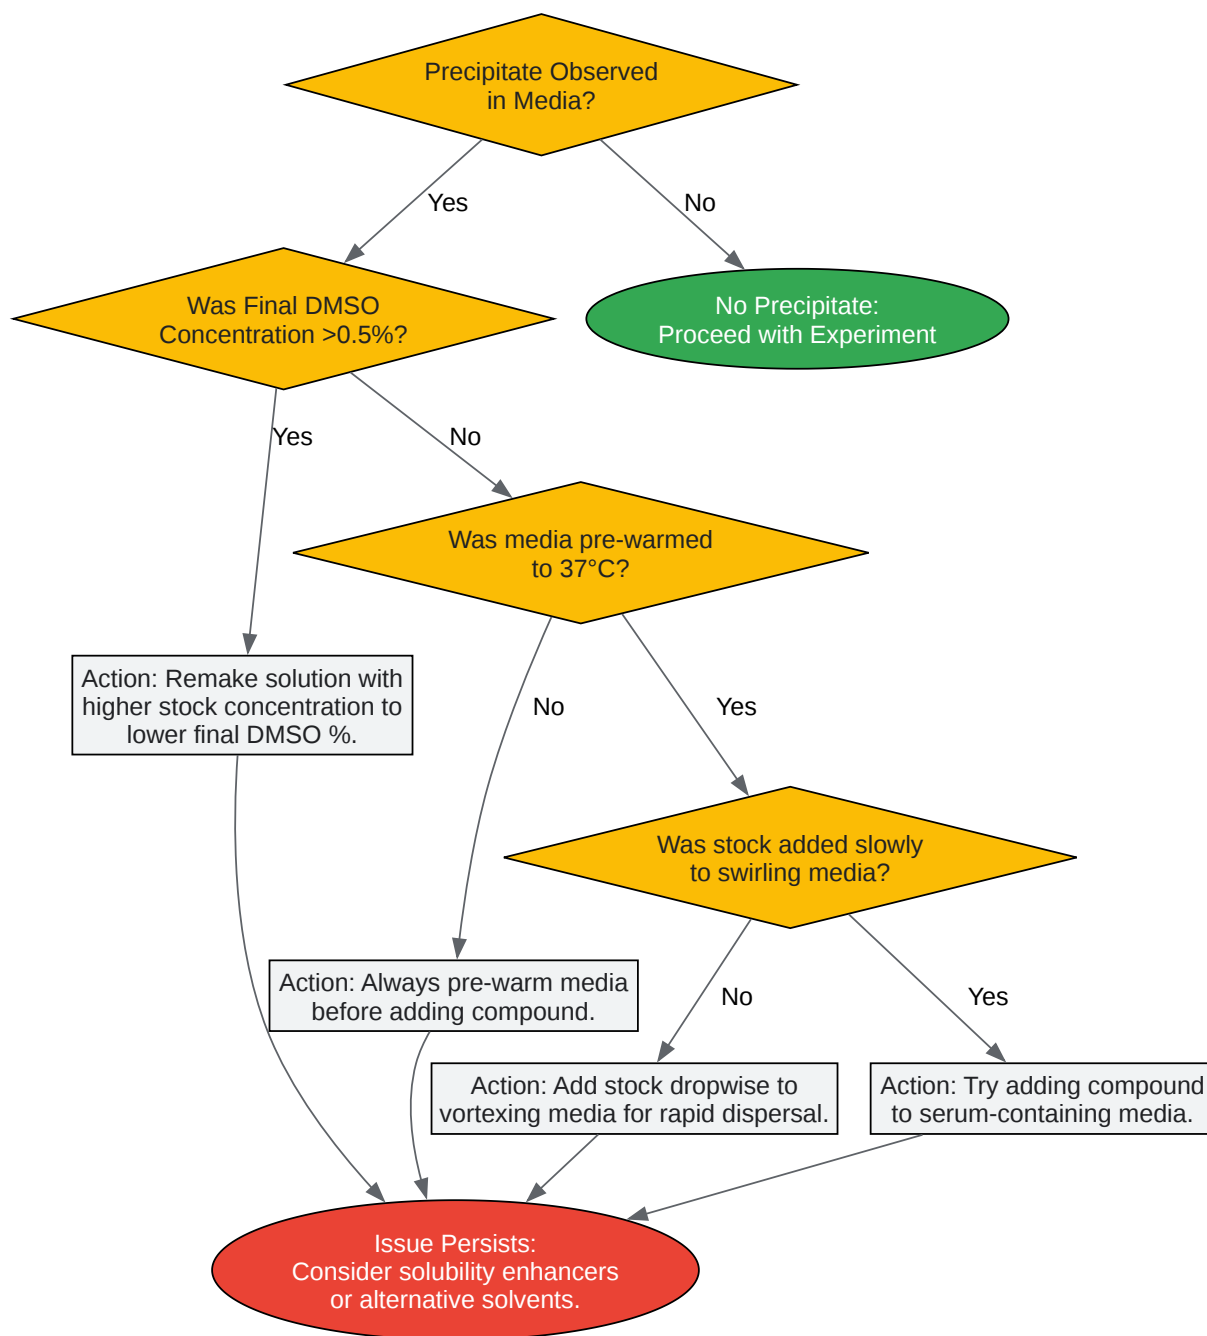 Precipitate Observed
in Media?
Yes
No
Was Final DMSO
Concentration >0.5%?
No Precipitate:
Proceed with Experiment
Yes
No
Was media pre-warmed
to 37°C?
Action: Remake solution with
higher stock concentration to
lower final DMSO %.
No
Yes
Was stock added slowly
to swirling media?
Action: Always pre-warm media
before adding compound.
No
Yes
Action: Add stock dropwise to
vortexing media for rapid dispersal.
Action: Try adding compound
to serum-containing media.
Issue Persists:
Consider solubility enhancers
or alternative solvents.